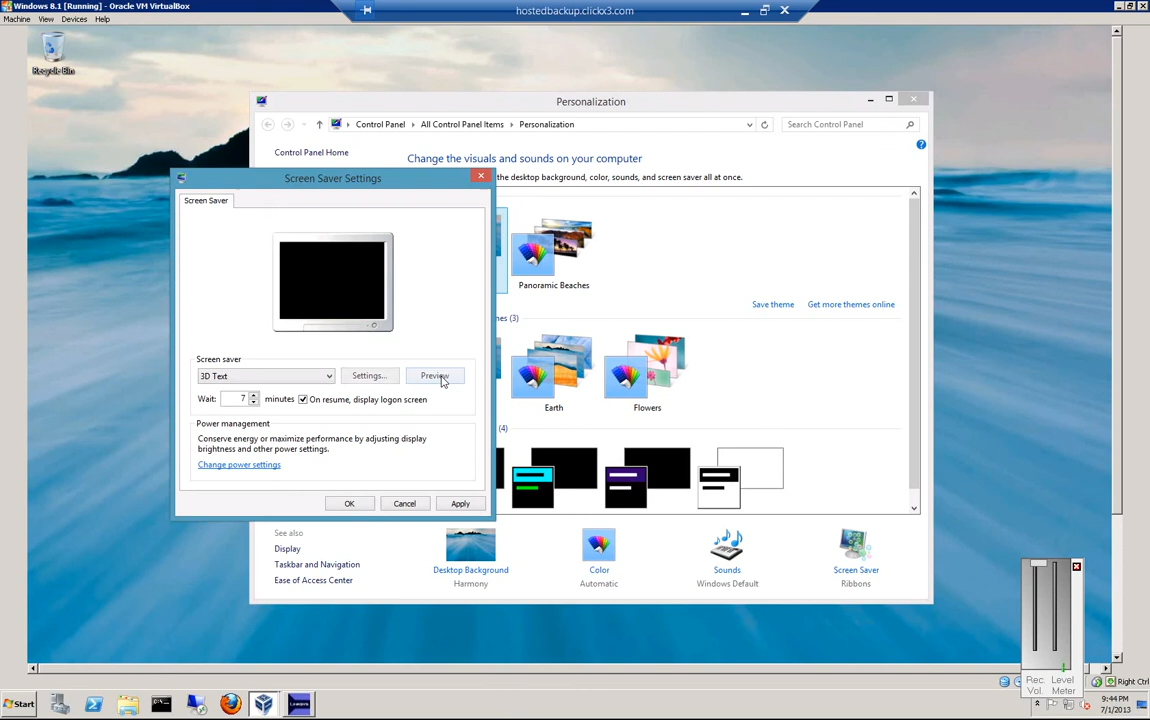 Windows 8.1 [Running] - Oracle VM VirtualBox
hostedbackup.clickx3.com
Machine View Devices Help
Recycle Bin
Personalization
Control Panel All Control Panel Items Personalization
Search Control Panel
Control Panel Home
Change the visuals and sounds on your computer
the desktop background, color, sounds, and screen saver all at once.
Screen Saver Settings
Screen Saver
Panoramic Beaches
Save theme Get more themes online
(3)
Earth
Flowers
(4)
Screen saver
3D Text
Settings...
Preview
Wait: 7 minutes On resume, display logon screen
Power management
Conserve energy or maximize performance by adjusting display
brightness and other power settings.
Change power settings
OK
Cancel
Apply
See also
Display
Taskbar and Navigation
Ease of Access Center
Desktop Background
Harmony
Color
Automatic
Sounds
Windows Default
Screen Saver
Ribbons
Rec. Level
Vol. Meter
Right Ctrl
Start
Lenovo
9:44 PM
7/1/2013